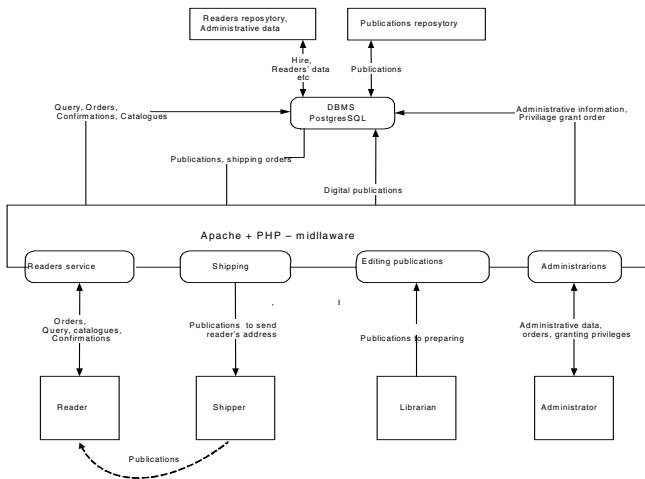 Readers reposytory,
Administrative data
Publications repozytory
Hire,
Readers' data
etc
Publications
DBMS
PostgresSQL
Query, Orders,
Confirmations, Catalogues
Administrative information,
Priviliage grant order
Publications, shipping orders
Digital publications
Apache + PHP – midllaware
Readers service
Shipping
Editing publications
Administrarions
Orders,
Query, catalogues,
Confirmations
Publications to send
reader's address
Publications to preparing
Administrative data,
orders, granting privileges
Reader
Shipper
Librarian
Administrator
Publications